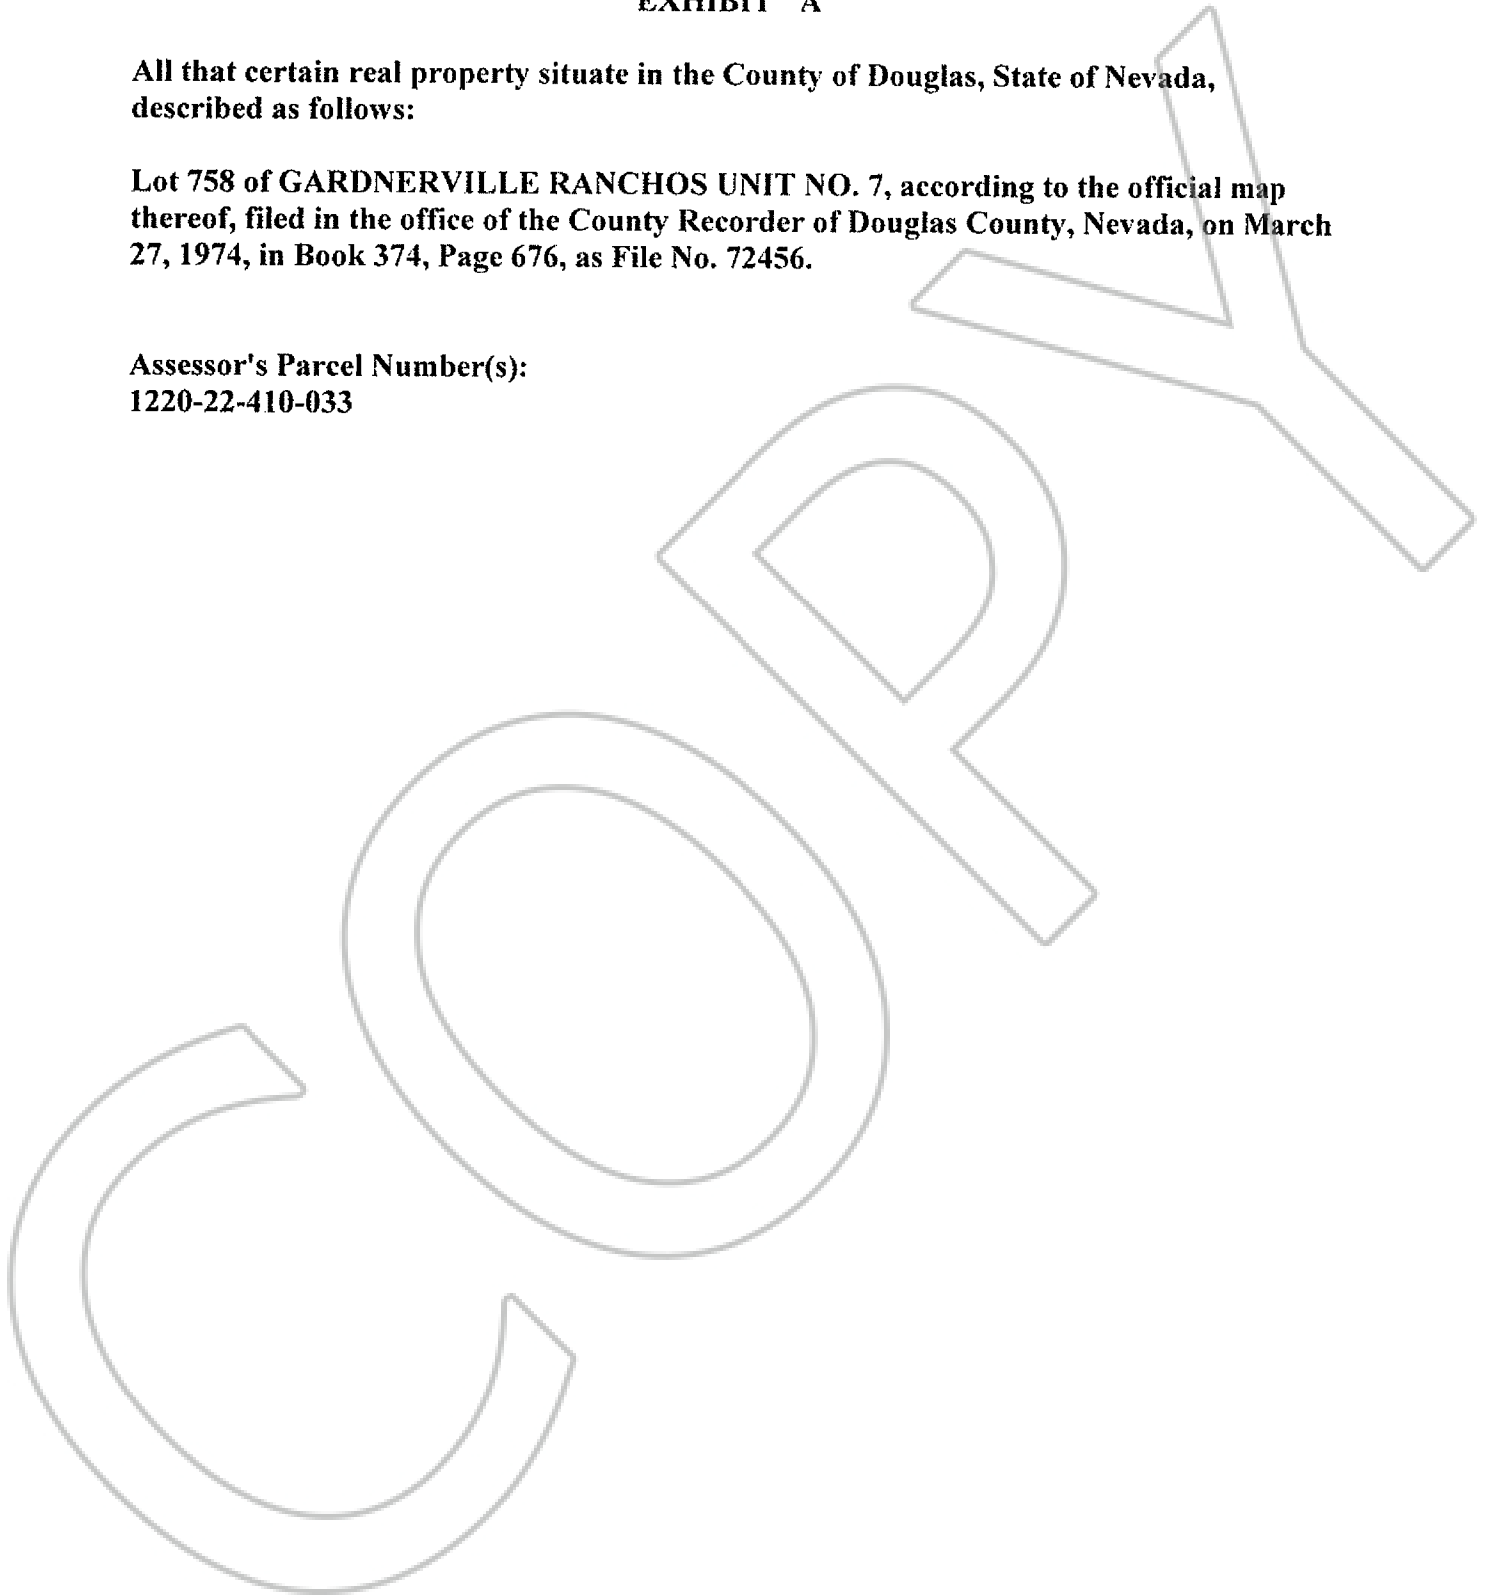 EXHIBIT "A"
All that certain real property situate in the County of Douglas, State of Nevada,
described as follows:
Lot 758 of GARDNERVILLE RANCHOS UNIT NO. 7, according to the official map
thereof, filed in the office of the County Recorder of Douglas County, Nevada, on March
27, 1974, in Book 374, Page 676, as File No. 72456.
Assessor's Parcel Number(s):
1220-22-410-033
COPY